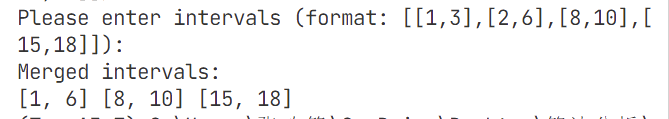 Please enter intervals (format: [[1,3],[2,6],[8,10],[
15,18]]):
Merged intervals:
[1, 6] [8, 10] [15, 18]